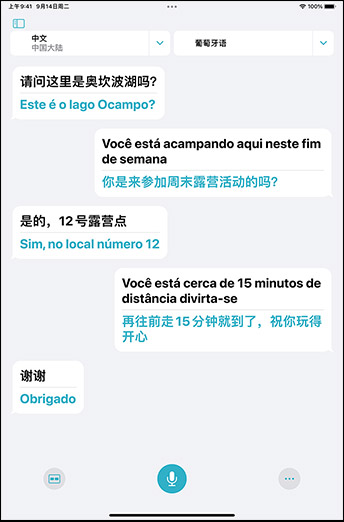 上午9:41 9月14日周二
100%
中文
中国大陆
葡萄牙语
请问这里是奥坎波湖吗？
Este é o lago Ocampo?
Você está acampando aqui neste fim
de semana
你是来参加周末露营活动的吗？
是的，12号露营点
Sim, no local número 12
Você está cerca de 15 minutos de
distância divirta-se
再往前走 15 分钟就到了，祝你玩得
开心
谢谢
Obrigado